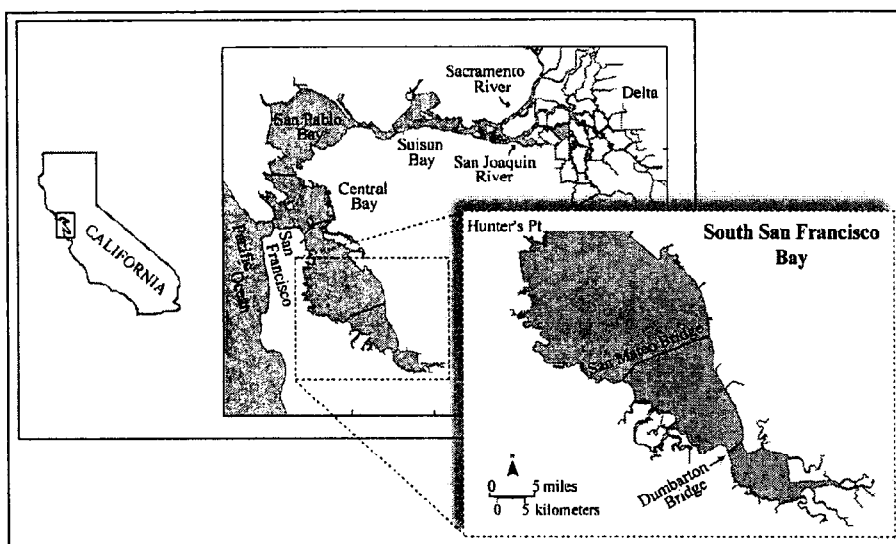 Sacramento
River
Delta
San Pablo
Bay
Suisun
Bay
San Joaquin
River
Central
Bay
CALIFORNIA
Pacific Ocean
San
Francisco
Hunter's Pt
South San Francisco
Bay
San Mateo Bridge
Dumbarton
Bridge
0 5 miles
0 5 kilometers